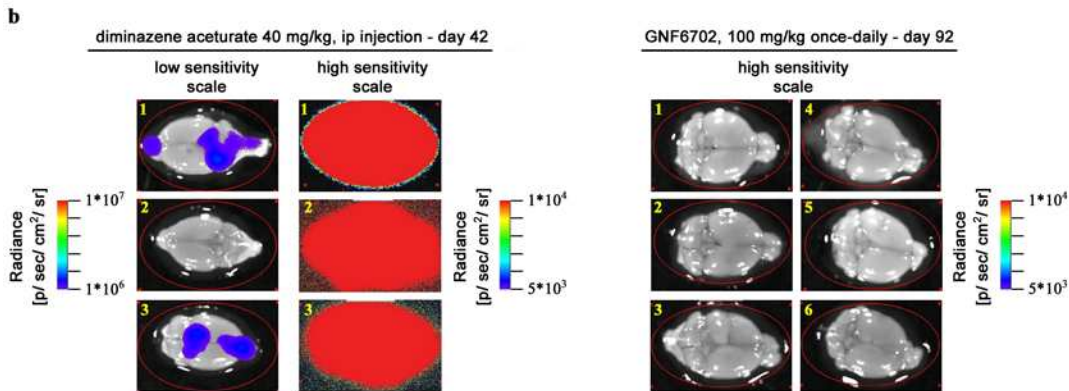 b
diminazene aceturate 40 mg/kg, ip injection - day 42
low sensitivity
scale
high sensitivity
scale
1
1
2
2
3
3
Radiance
[p/ sec/ cm²/ sr]
1*10⁷
1*10⁶
Radiance
[p/ sec/ cm²/ sr]
1*10⁴
5*10³
GNF6702, 100 mg/kg once-daily - day 92
high sensitivity
scale
1
4
2
5
3
6
Radiance
[p/ sec/ cm²/ sr]
1*10⁴
5*10³